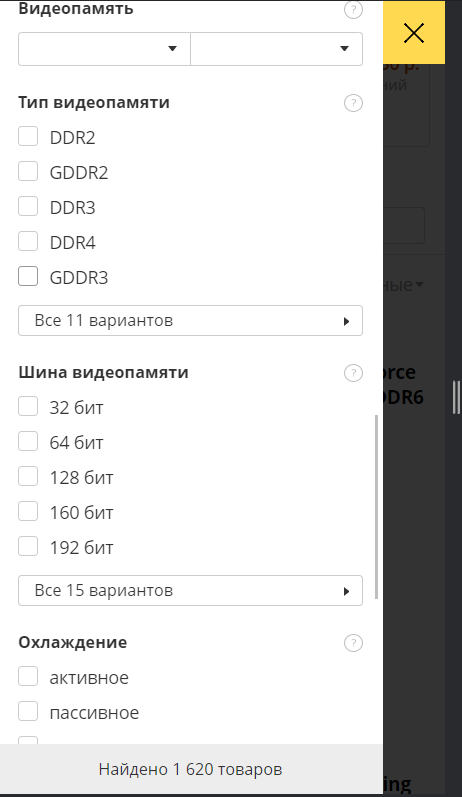 Видеопамять
?
Тип видеопамяти
?
DDR2
GDDR2
DDR3
DDR4
GDDR3
Все 11 вариантов
Шина видеопамяти
?
32 бит
64 бит
128 бит
160 бит
192 бит
Все 15 вариантов
Охлаждение
?
активное
пассивное
Найдено 1 620 товаров
0 р.
ний
ные
orce
DDR6
ing